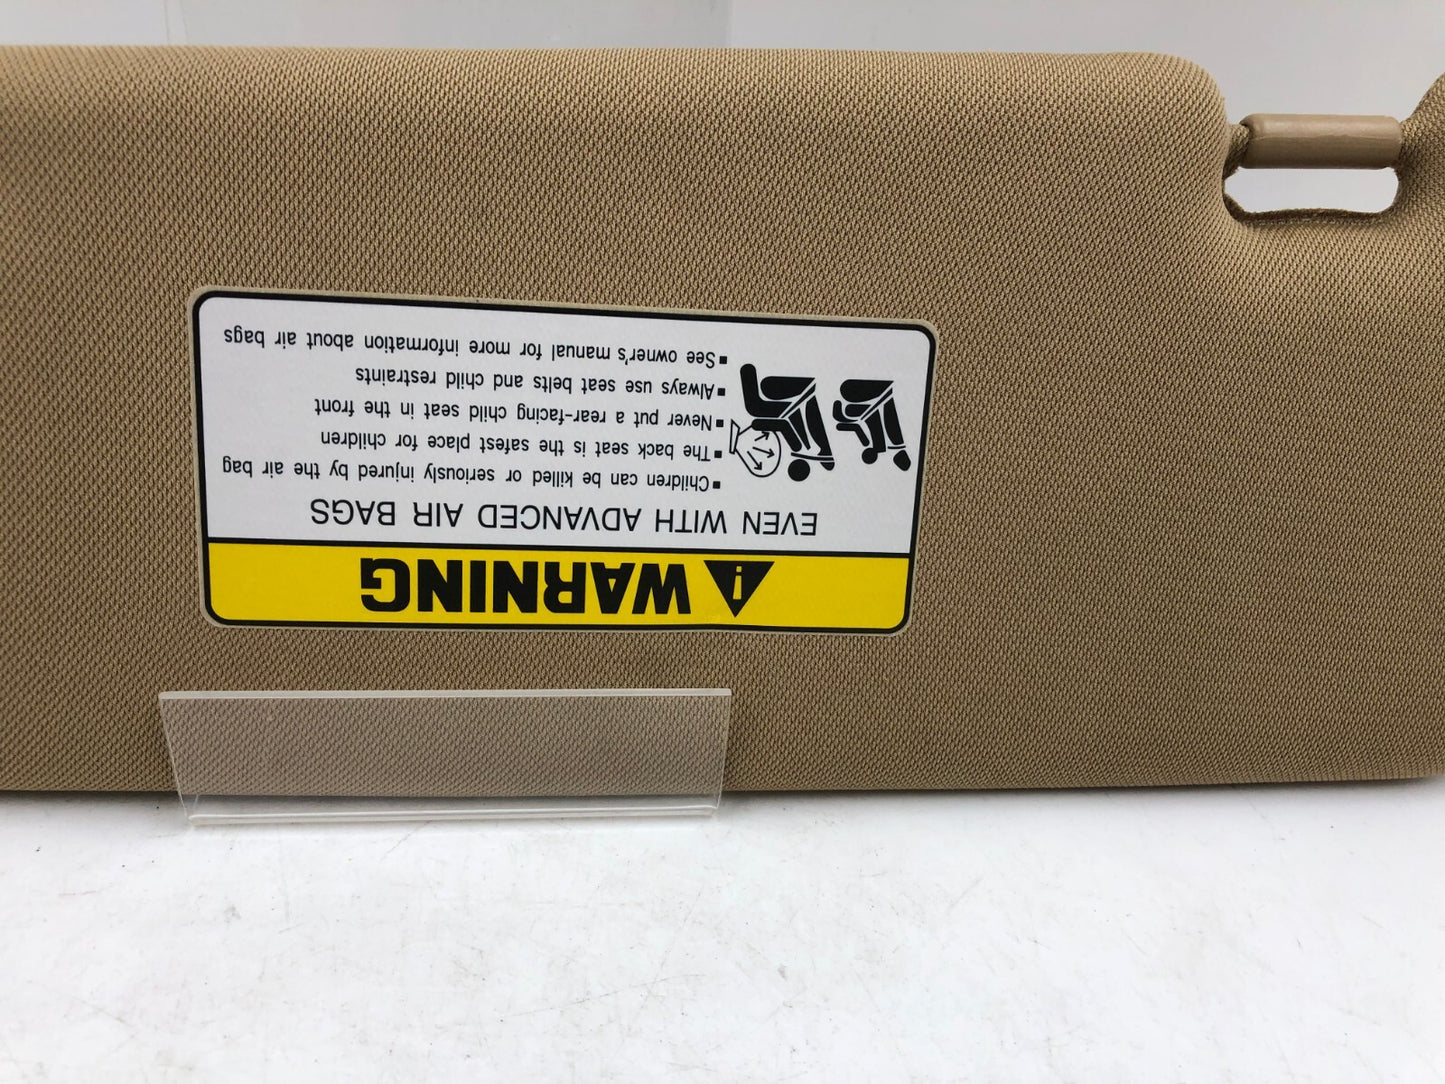 WARNING
EVEN WITH ADVANCED AIR BAGS
▪ Children can be killed or seriously injured by the air bag
▪ The back seat is the safest place for children
▪ Never put a rear-facing child seat in the front
▪ Always use seat belts and child restraints
▪ See owner's manual for more information about air bags